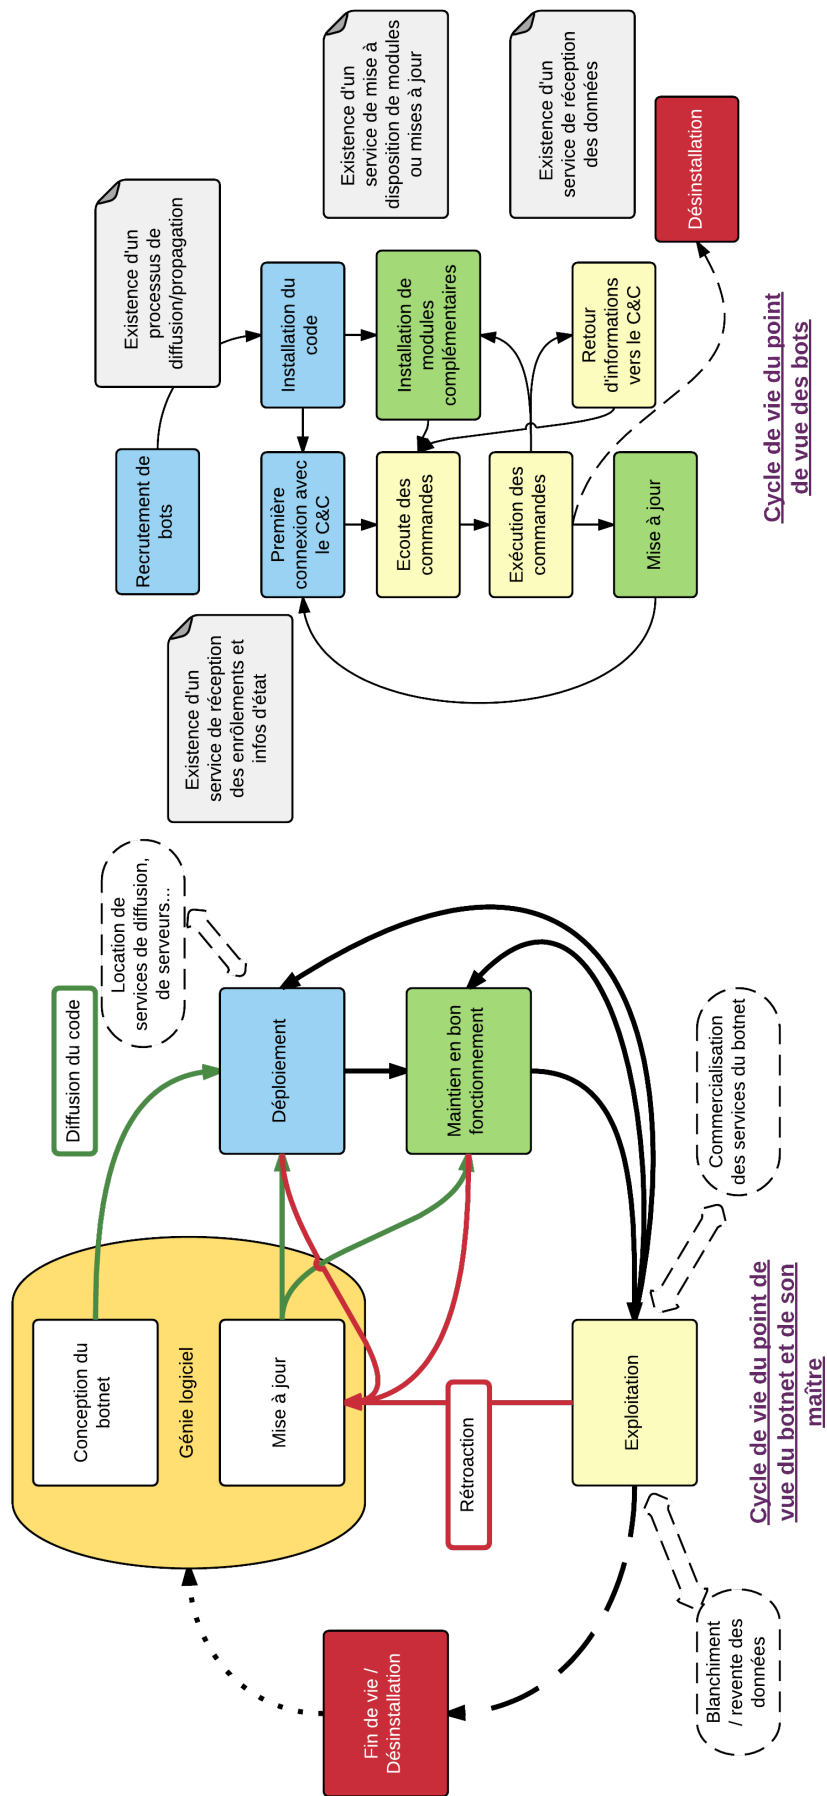 Conception du
botnet
Génie logiciel
Mise à jour
Diffusion du code
Location de
services de diffusion,
de serveurs...
Déploiement
Maintien en bon
fonctionnement
Rétroaction
Exploitation
Fin de vie /
Désinstallation
Commercialisation
des services du botnet
Blanchiment
/ revente des
données
Cycle de vie du point de
vue du botnet et de son
maître
Recrutement de
bots
Existence d'un
processus de
diffusion/propagation
Existence d'un
service de réception
des enrôlements et
infos d'état
Première
connexion avec
le C&C
Installation du
code
Existence d'un
service de mise à
disposition de modules
ou mises à jour
Ecoute des
commandes
Installation de
modules
complémentaires
Existence d'un
service de réception
des données
Exécution des
commandes
Retour
d'informations
vers le C&C
Mise à jour
Désinstallation
Cycle de vie du point
de vue des bots